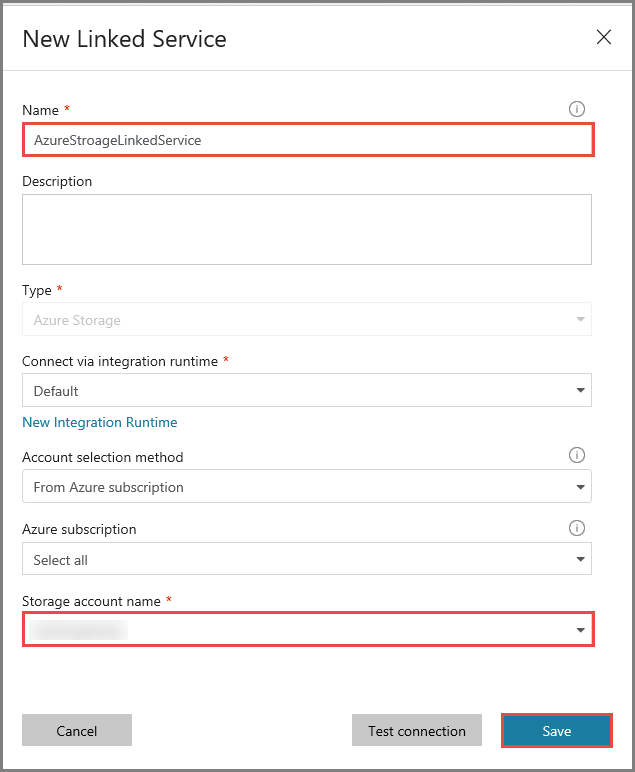 New Linked Service
Name *
AzureStroageLinkedService
Description
Type *
Azure Storage
Connect via integration runtime *
Default
New Integration Runtime
Account selection method
From Azure subscription
Azure subscription
Select all
Storage account name *
Cancel
Test connection
Save